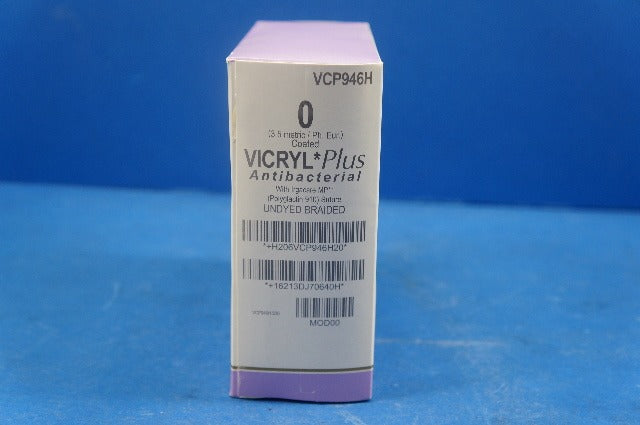 VCP946H
0
(3.5 metric / Ph. Eur.)
Coated
VICRYL*Plus
Antibacterial
With Irgacare MP**
(Polyglactin 910) Suture
UNDYED BRAIDED
*+H206VCP946H20*
*+16213DJ70640H*
MOD00